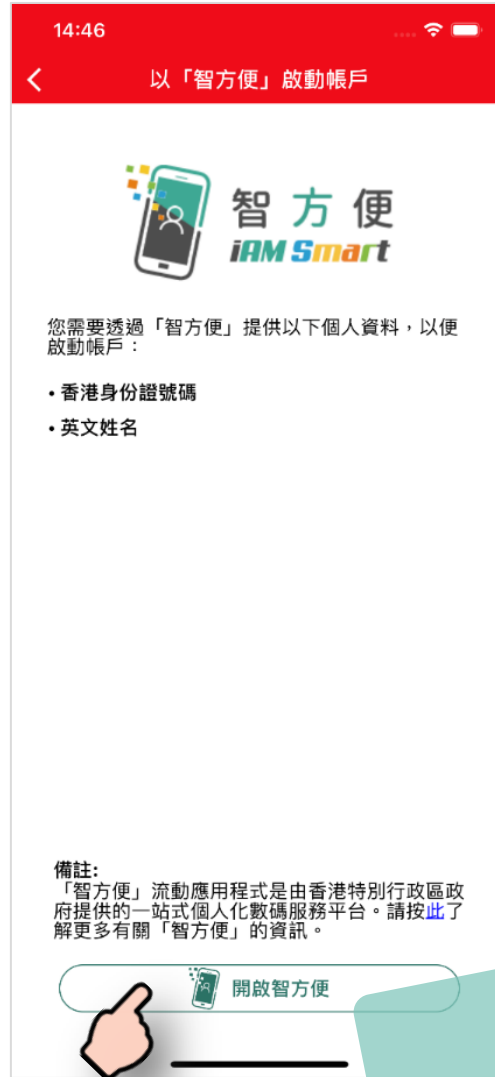 14:46
以「智方便」啟動帳戶
智方便
iAM Smart
您需要透過「智方便」提供以下個人資料，以便
啟動帳戶：
• 香港身份證號碼
• 英文姓名
備註:
「智方便」流動應用程式是由香港特別行政區政
府提供的一站式個人化數碼服務平台。請按此了
解更多有關「智方便」的資訊。
開啟智方便